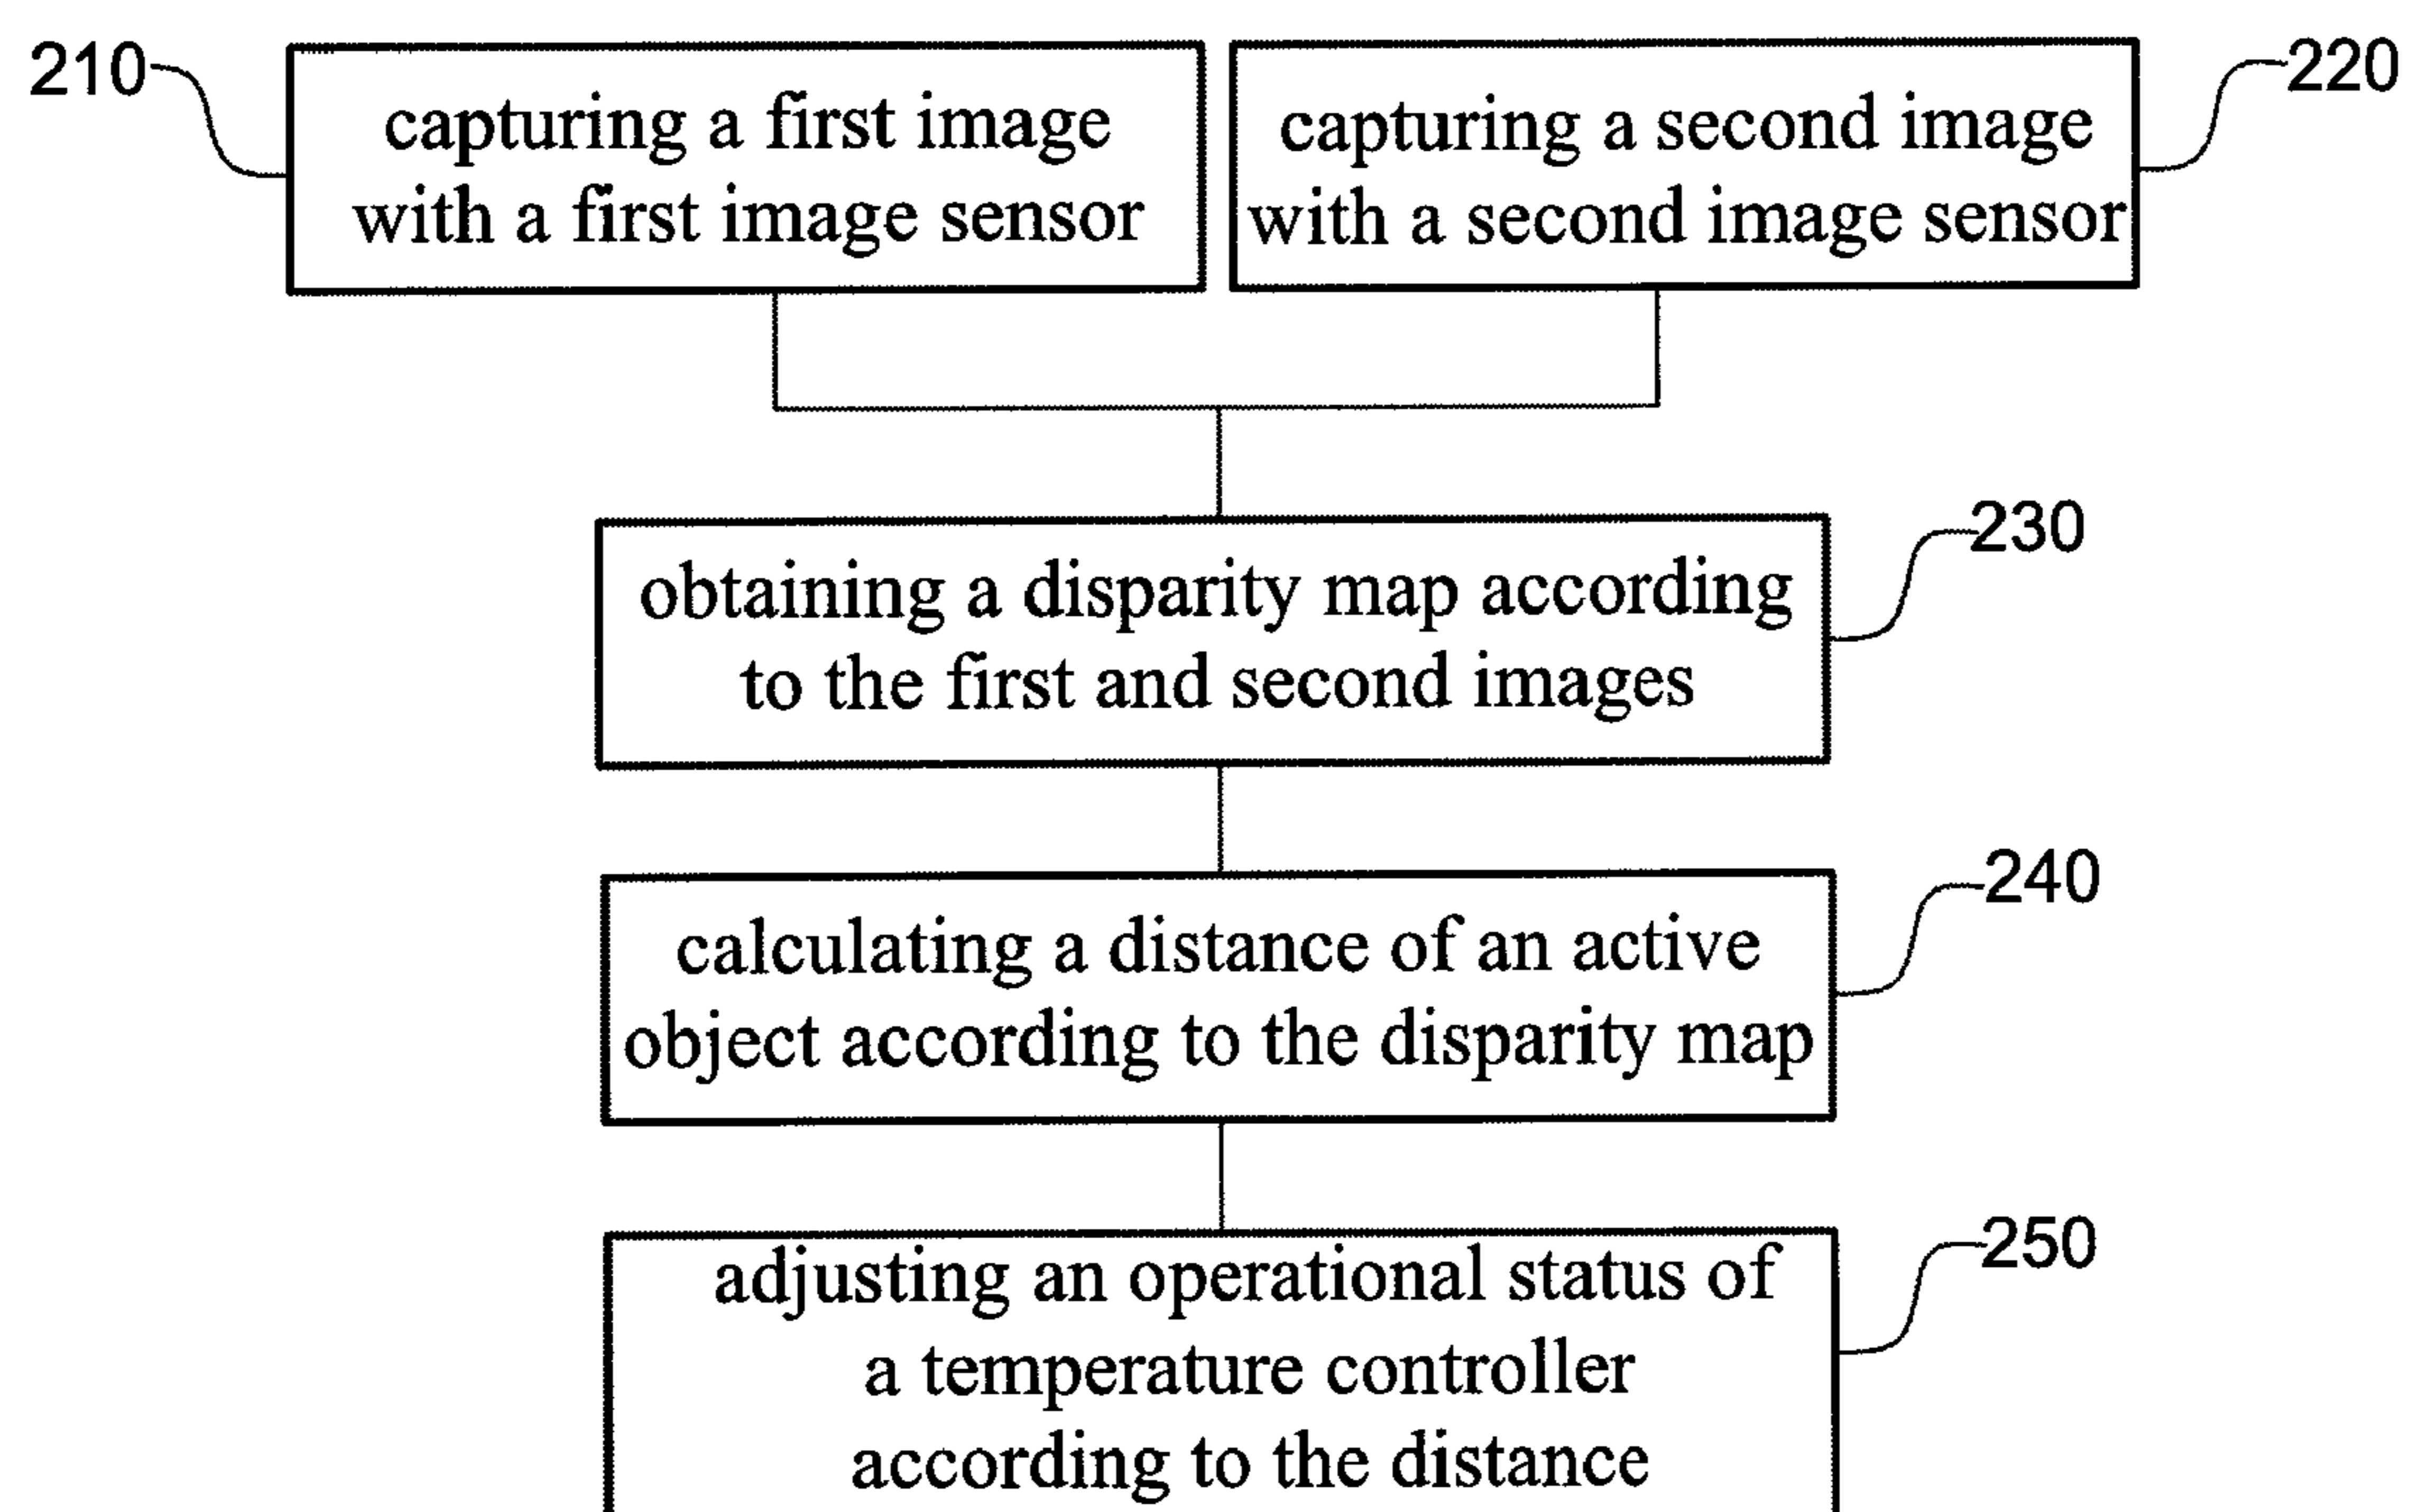 210
capturing a first image
with a first image sensor
220
capturing a second image
with a second image sensor
230
obtaining a disparity map according
to the first and second images
240
calculating a distance of an active
object according to the disparity map
250
adjusting an operational status of
a temperature controller
according to the distance